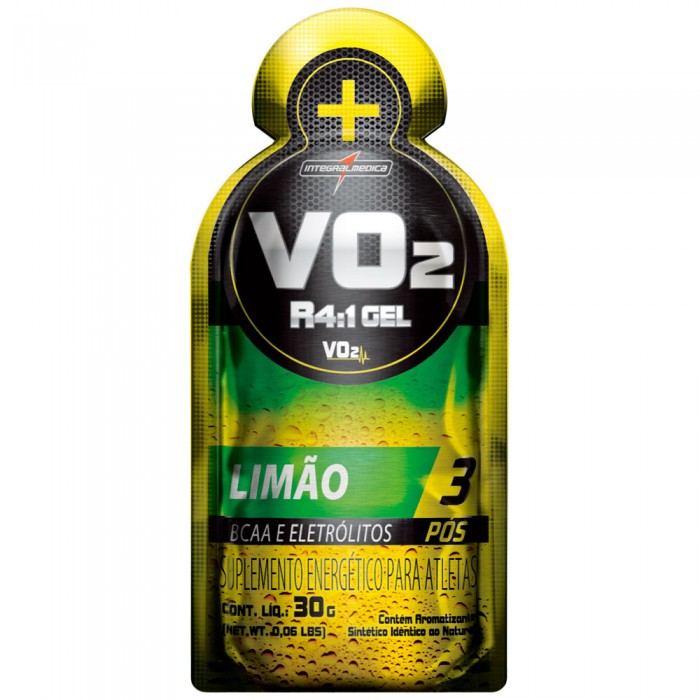 +
INTEGRALMEDICA
VO2
R4:1 GEL
VO2
LIMÃO 3
BCAA E ELETRÓLITOS PÓS
SUPLEMENTO ENERGÉTICO PARA ATLETAS
CONT. LÍQ.: 30G
(NET.WT. 0,06 LBS)
Contém Aromatizante
Sintético Idêntico ao Natural